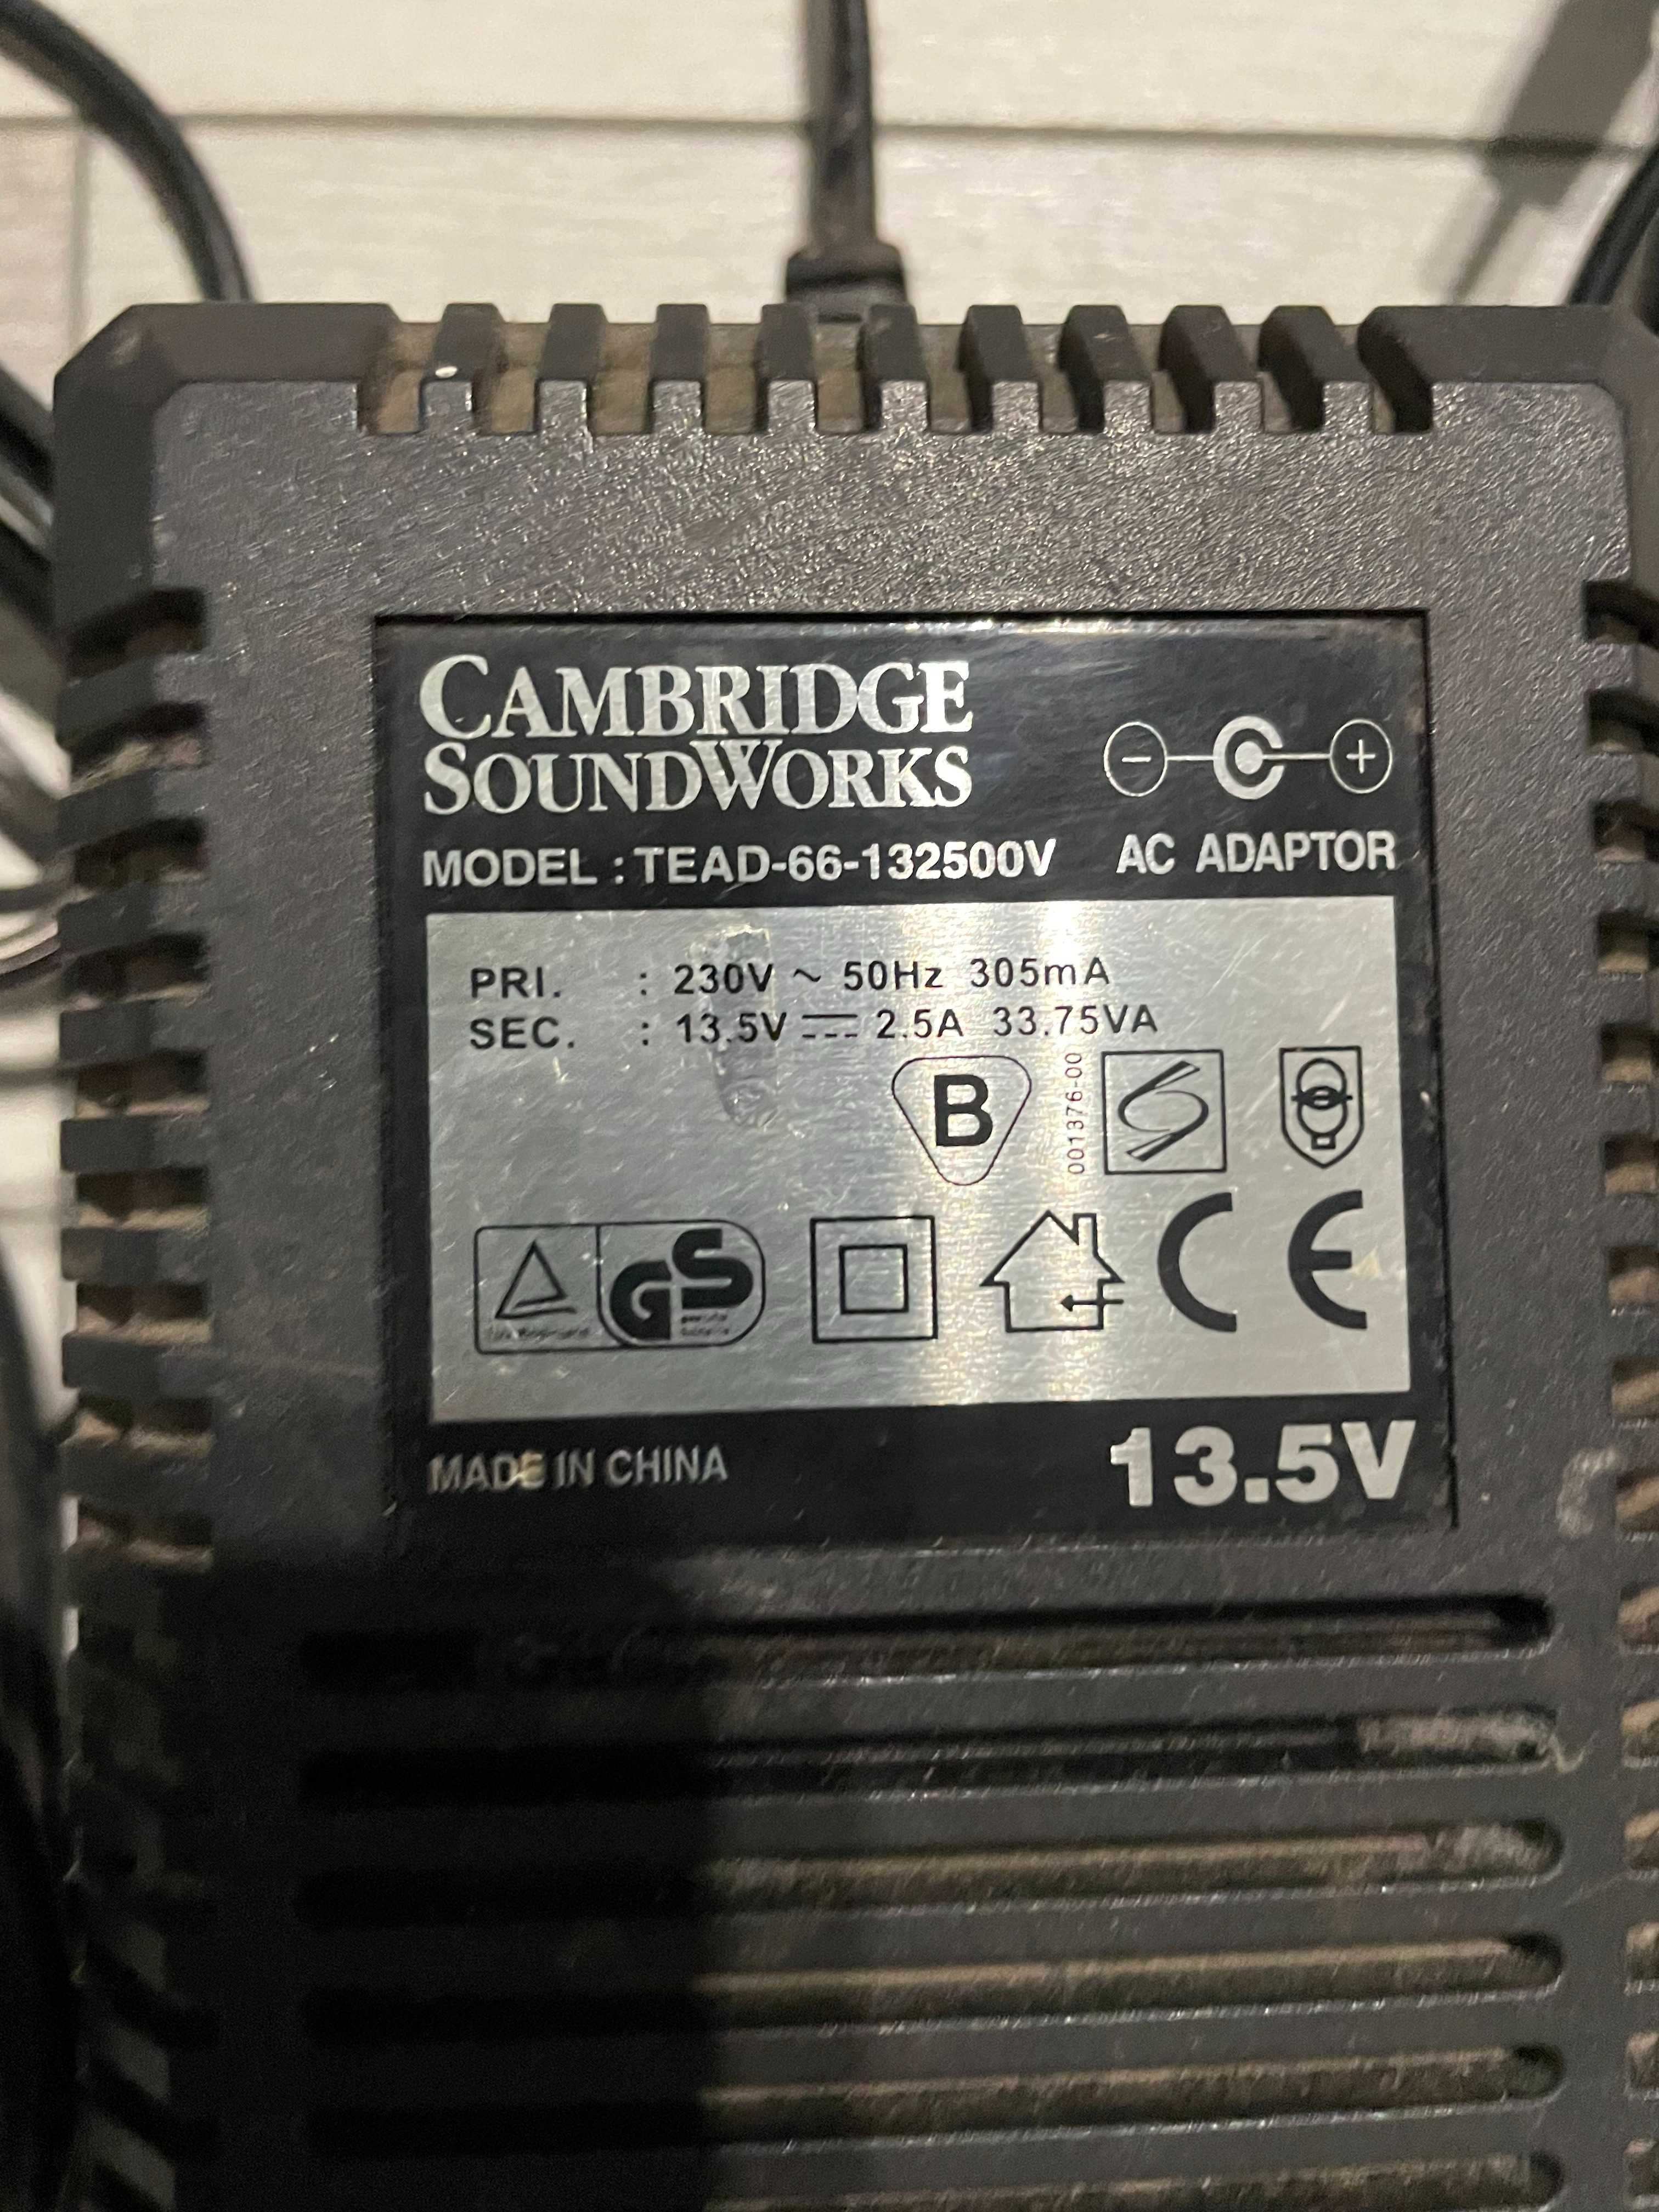 CAMBRIDGE
SOUNDWORKS
MODEL : TEAD-66-132500V AC ADAPTOR
PRI. : 230V ~ 50Hz 305mA
SEC. : 13.5V ⎓ 2.5A 33.75VA
B
001376-00
S
GS
CE
MADE IN CHINA
13.5V